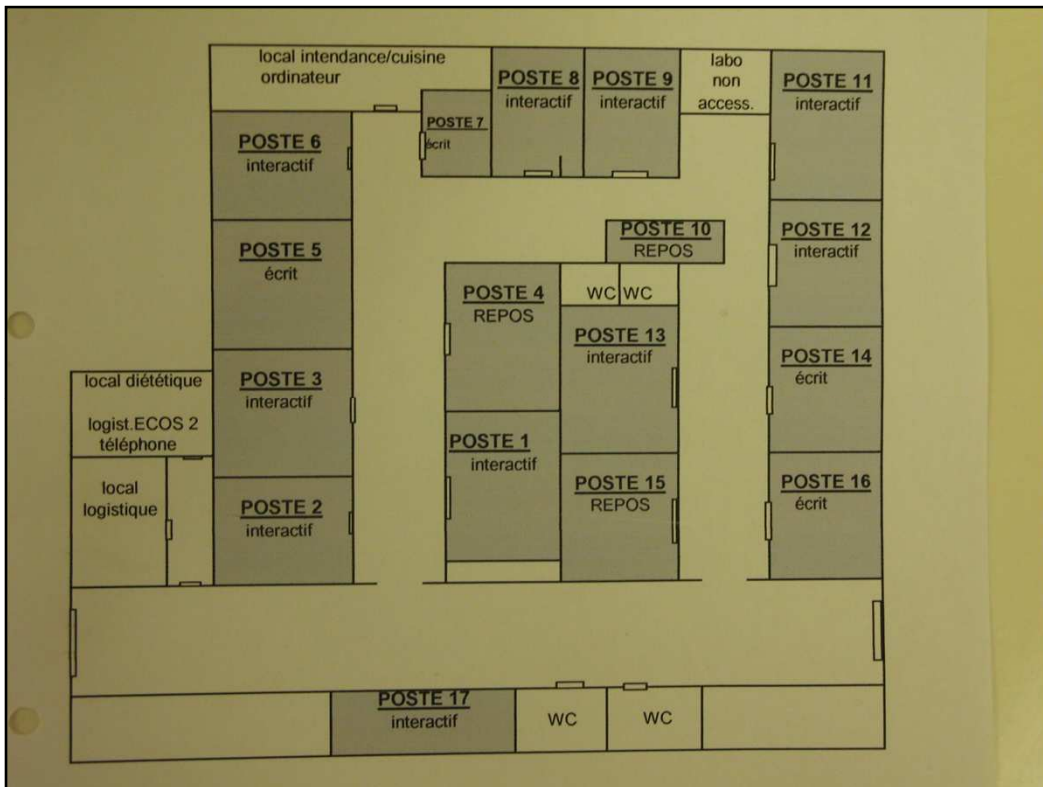 local intendance/cuisine
ordinateur
POSTE 8
interactif
POSTE 9
interactif
labo
non
access.
POSTE 11
interactif
POSTE 7
écrit
POSTE 6
interactif
POSTE 5
écrit
POSTE 10
REPOS
POSTE 12
interactif
POSTE 4
REPOS
WC
WC
POSTE 13
interactif
POSTE 14
écrit
local diététique
logist.ECOS 2
téléphone
POSTE 3
interactif
POSTE 1
interactif
local
logistique
POSTE 2
interactif
POSTE 15
REPOS
POSTE 16
écrit
POSTE 17
interactif
WC
WC